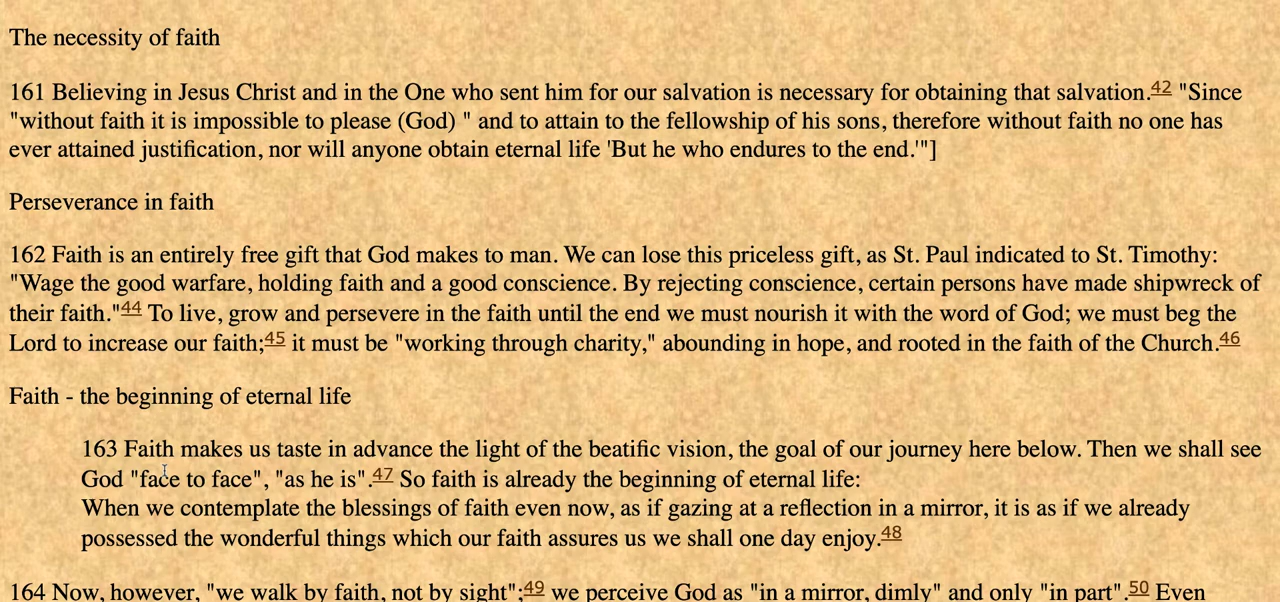 The necessity of faith
161 Believing in Jesus Christ and in the One who sent him for our salvation is necessary for obtaining that salvation.42 "Since
"without faith it is impossible to please (God) " and to attain to the fellowship of his sons, therefore without faith no one has
ever attained justification, nor will anyone obtain eternal life 'But he who endures to the end.'"]
Perseverance in faith
162 Faith is an entirely free gift that God makes to man. We can lose this priceless gift, as St. Paul indicated to St. Timothy:
"Wage the good warfare, holding faith and a good conscience. By rejecting conscience, certain persons have made shipwreck of
their faith."44 To live, grow and persevere in the faith until the end we must nourish it with the word of God; we must beg the
Lord to increase our faith;45 it must be "working through charity," abounding in hope, and rooted in the faith of the Church.46
Faith - the beginning of eternal life
163 Faith makes us taste in advance the light of the beatific vision, the goal of our journey here below. Then we shall see
God "face to face", "as he is".47 So faith is already the beginning of eternal life:
When we contemplate the blessings of faith even now, as if gazing at a reflection in a mirror, it is as if we already
possessed the wonderful things which our faith assures us we shall one day enjoy.48
164 Now, however, "we walk by faith, not by sight";49 we perceive God as "in a mirror, dimly" and only "in part".50 Even